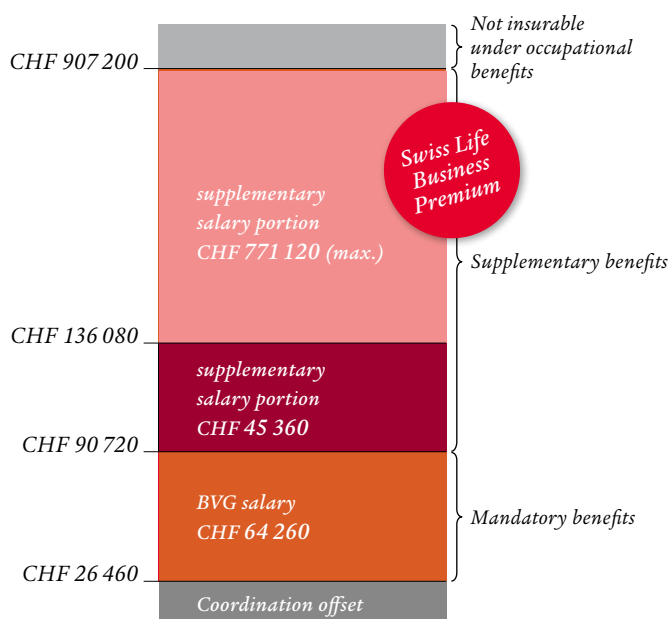 Not insurable
under occupational
benefits
CHF 907 200
Swiss Life
Business
Premium
supplementary
salary portion
CHF 771 120 (max.)
Supplementary benefits
CHF 136 080
supplementary
salary portion
CHF 45 360
CHF 90 720
BVG salary
CHF 64 260
Mandatory benefits
CHF 26 460
Coordination offset